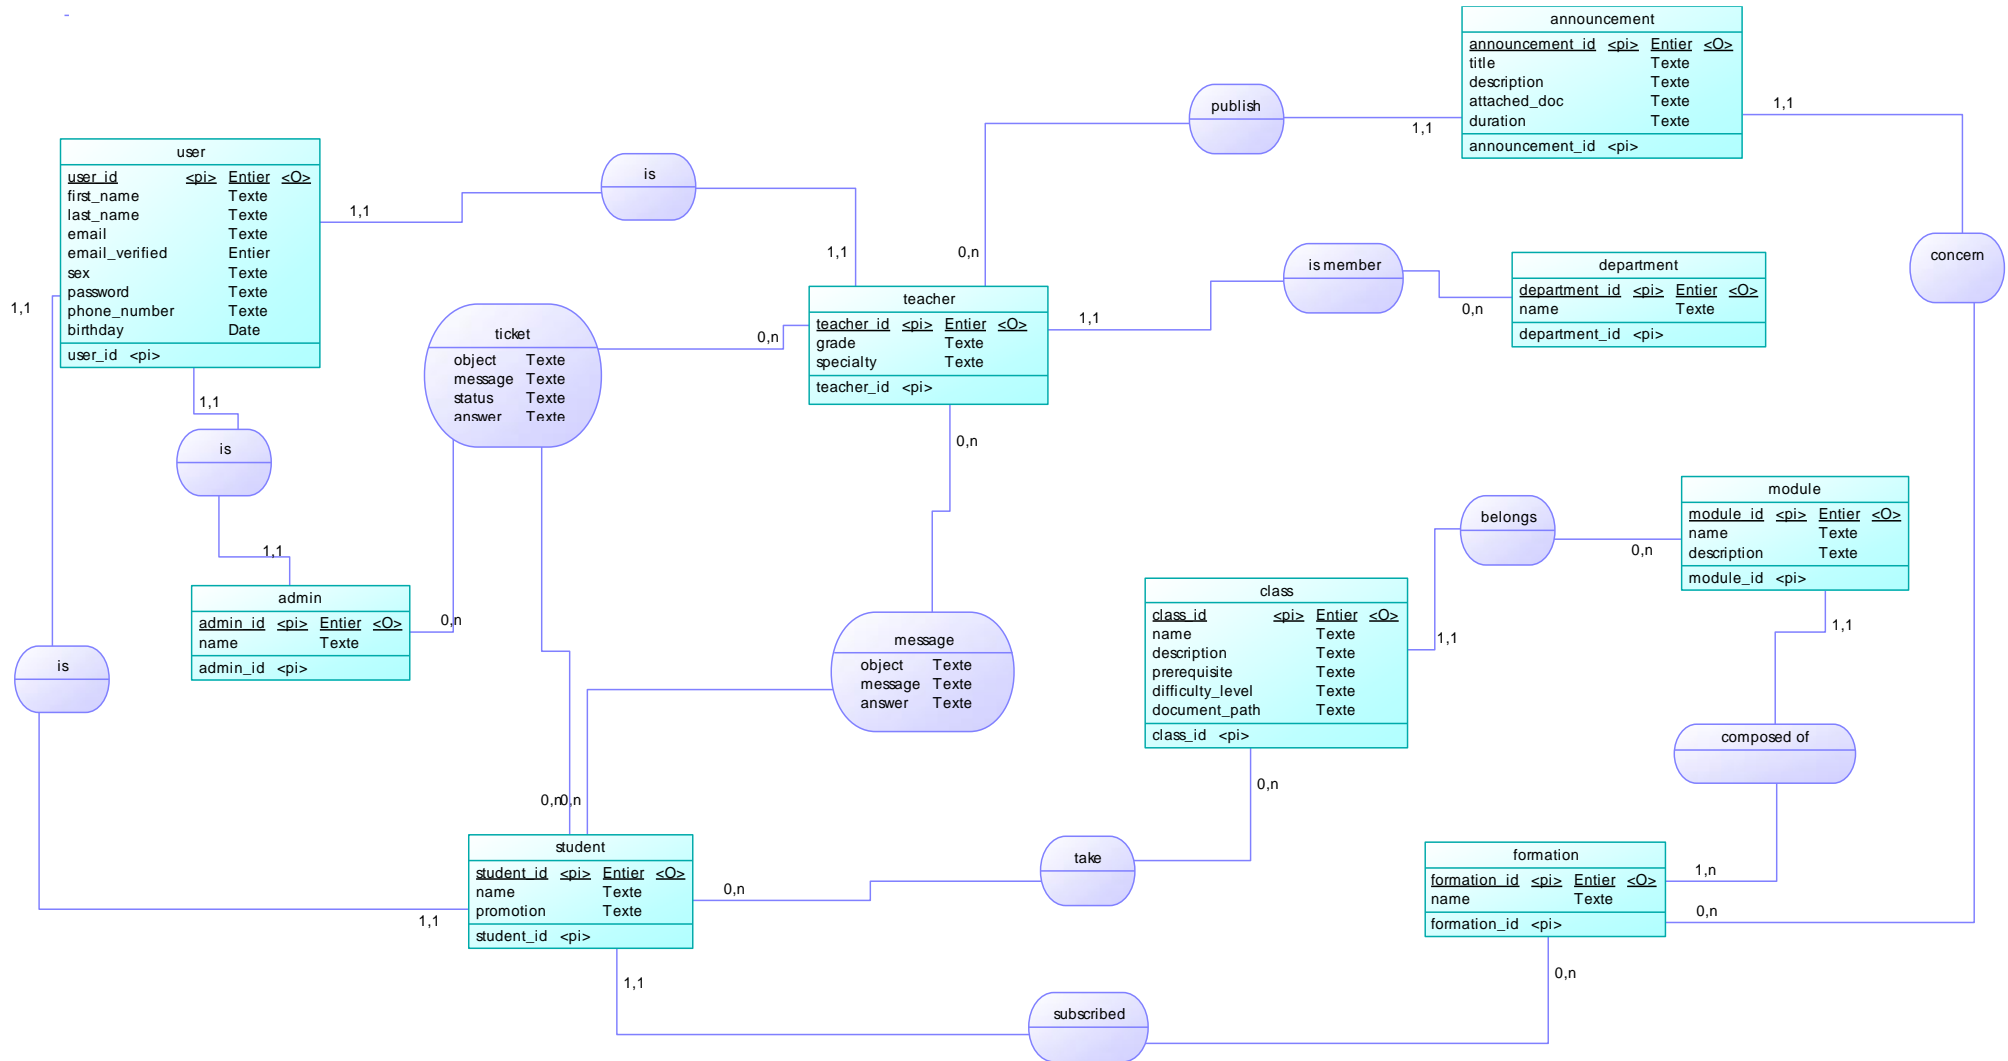 announcement
announcement_id <pi> Entier <O>
title Texte
description Texte
attached_doc Texte
duration Texte
announcement_id <pi>
publish
1,1
1,1
user
user_id <pi> Entier <O>
first_name Texte
last_name Texte
email Texte
email_verified Entier
sex Texte
password Texte
phone_number Texte
birthday Date
user_id <pi>
is
1,1
1,1
0,n
is member
concern
department
department_id <pi> Entier <O>
name Texte
department_id <pi>
1,1
0,n
teacher
teacher_id <pi> Entier <O>
grade Texte
specialty Texte
teacher_id <pi>
1,1
ticket
object Texte
message Texte
status Texte
answer Texte
0,n
1,1
is
0,n
module
module_id <pi> Entier <O>
name Texte
description Texte
module_id <pi>
belongs
0,n
1,1
admin
admin_id <pi> Entier <O>
name Texte
admin_id <pi>
0,n
class
class_id <pi> Entier <O>
name Texte
description Texte
prerequisite Texte
difficulty_level Texte
document_path Texte
class_id <pi>
1,1
1,1
is
message
object Texte
message Texte
answer Texte
composed of
0,n
0,n
0,n
student
student_id <pi> Entier <O>
name Texte
promotion Texte
student_id <pi>
take
0,n
1,1
formation
formation_id <pi> Entier <O>
name Texte
formation_id <pi>
1,n
0,n
1,1
0,n
subscribed